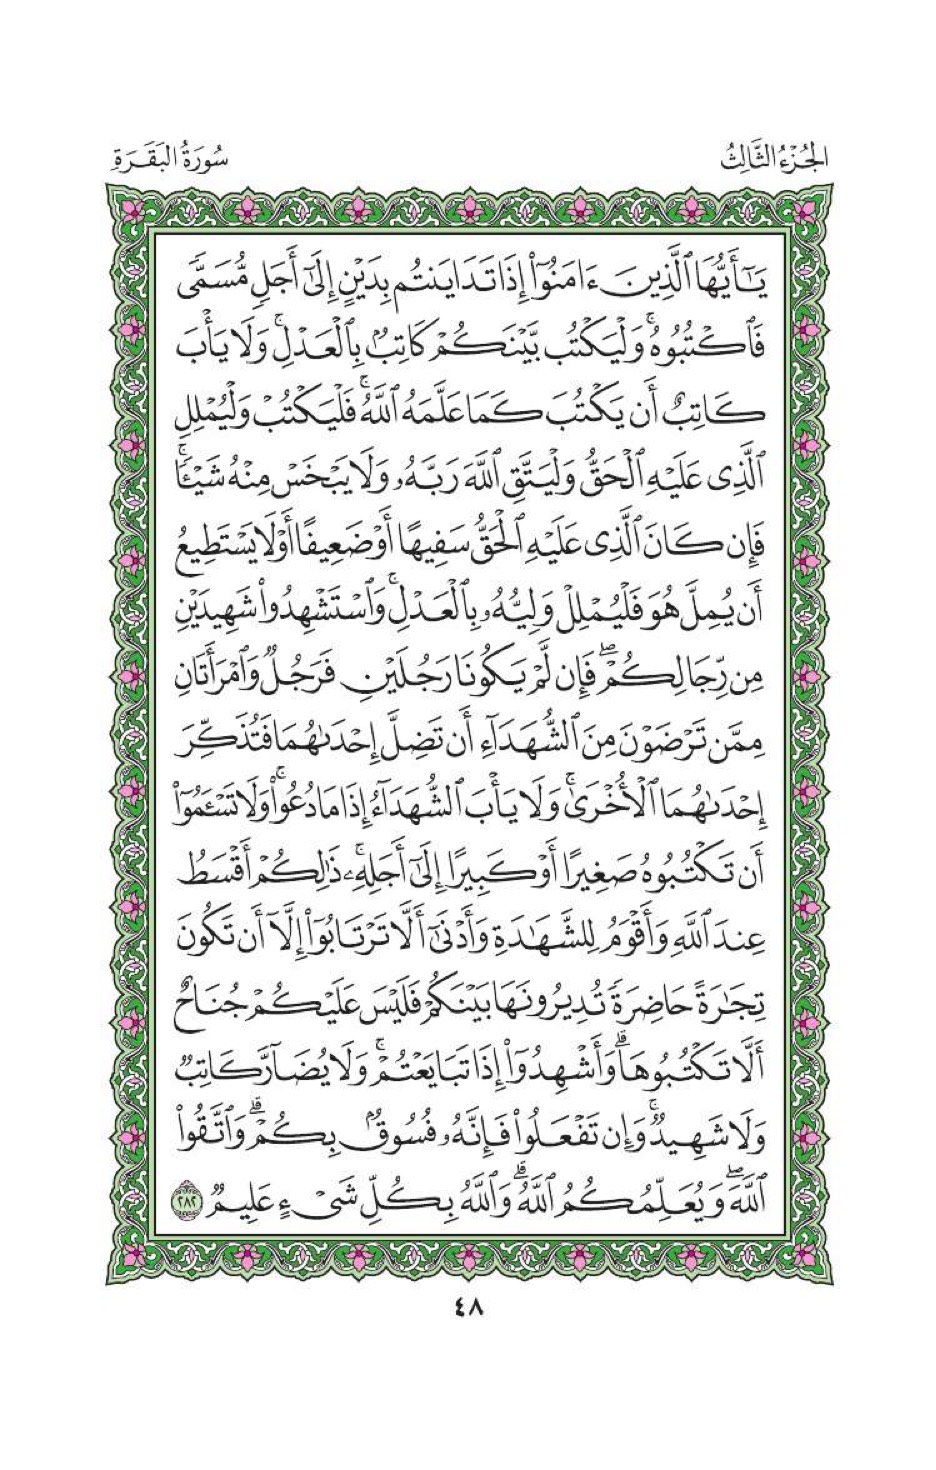 الجُزْءُ الثَّالِثُ
سُورَةُ البَقَرَةِ
يَٰٓأَيُّهَا ٱلَّذِينَ ءَامَنُوٓا۟ إِذَا تَدَايَنتُم بِدَيْنٍ إِلَىٰٓ أَجَلٍ مُّسَمًّى
فَٱكْتُبُوهُ ۚ وَلْيَكْتُب بَّيْنَكُمْ كَاتِبٌۢ بِٱلْعَدْلِ ۚ وَلَا يَأْبَ
كَاتِبٌ أَن يَكْتُبَ كَمَا عَلَّمَهُ ٱللَّهُ ۚ فَلْيَكْتُبْ وَلْيُمْلِلِ
ٱلَّذِى عَلَيْهِ ٱلْحَقُّ وَلْيَتَّقِ ٱللَّهَ رَبَّهُۥ وَلَا يَبْخَسْ مِنْهُ شَيْـًٔا ۚ
فَإِن كَانَ ٱلَّذِى عَلَيْهِ ٱلْحَقُّ سَفِيهًا أَوْ ضَعِيفًا أَوْ لَا يَسْتَطِيعُ
أَن يُمِلَّ هُوَ فَلْيُمْلِلْ وَلِيُّهُۥ بِٱلْعَدْلِ ۚ وَٱسْتَشْهِدُوا۟ شَهِيدَيْنِ
مِن رِّجَالِكُمْ ۖ فَإِن لَّمْ يَكُونَا رَجُلَيْنِ فَرَجُلٌ وَٱمْرَأَتَانِ
مِمَّن تَرْضَوْنَ مِنَ ٱلشُّهَدَآءِ أَن تَضِلَّ إِحْدَىٰهُمَا فَتُذَكِّرَ
إِحْدَىٰهُمَا ٱلْأُخْرَىٰ ۚ وَلَا يَأْبَ ٱلشُّهَدَآءُ إِذَا مَا دُعُوا۟ ۚ وَلَا تَسْـَٔمُوٓا۟
أَن تَكْتُبُوهُ صَغِيرًا أَوْ كَبِيرًا إِلَىٰٓ أَجَلِهِۦ ۚ ذَٰلِكُمْ أَقْسَطُ
عِندَ ٱللَّهِ وَأَقْوَمُ لِلشَّهَٰدَةِ وَأَدْنَىٰٓ أَلَّا تَرْتَابُوٓا۟ ۖ إِلَّآ أَن تَكُونَ
تِجَٰرَةً حَاضِرَةً تُدِيرُونَهَا بَيْنَكُمْ فَلَيْسَ عَلَيْكُمْ جُنَاحٌ
أَلَّا تَكْتُبُوهَا ۗ وَأَشْهِدُوٓا۟ إِذَا تَبَايَعْتُمْ ۚ وَلَا يُضَآرَّ كَاتِبٌ
وَلَا شَهِيدٌ ۚ وَإِن تَفْعَلُوا۟ فَإِنَّهُۥ فُسُوقٌۢ بِكُمْ ۗ وَٱتَّقُوا۟
ٱللَّهَ ۖ وَيُعَلِّمُكُمُ ٱللَّهُ ۗ وَٱللَّهُ بِكُلِّ شَىْءٍ عَلِيمٌ ٢٨٢
٤٨